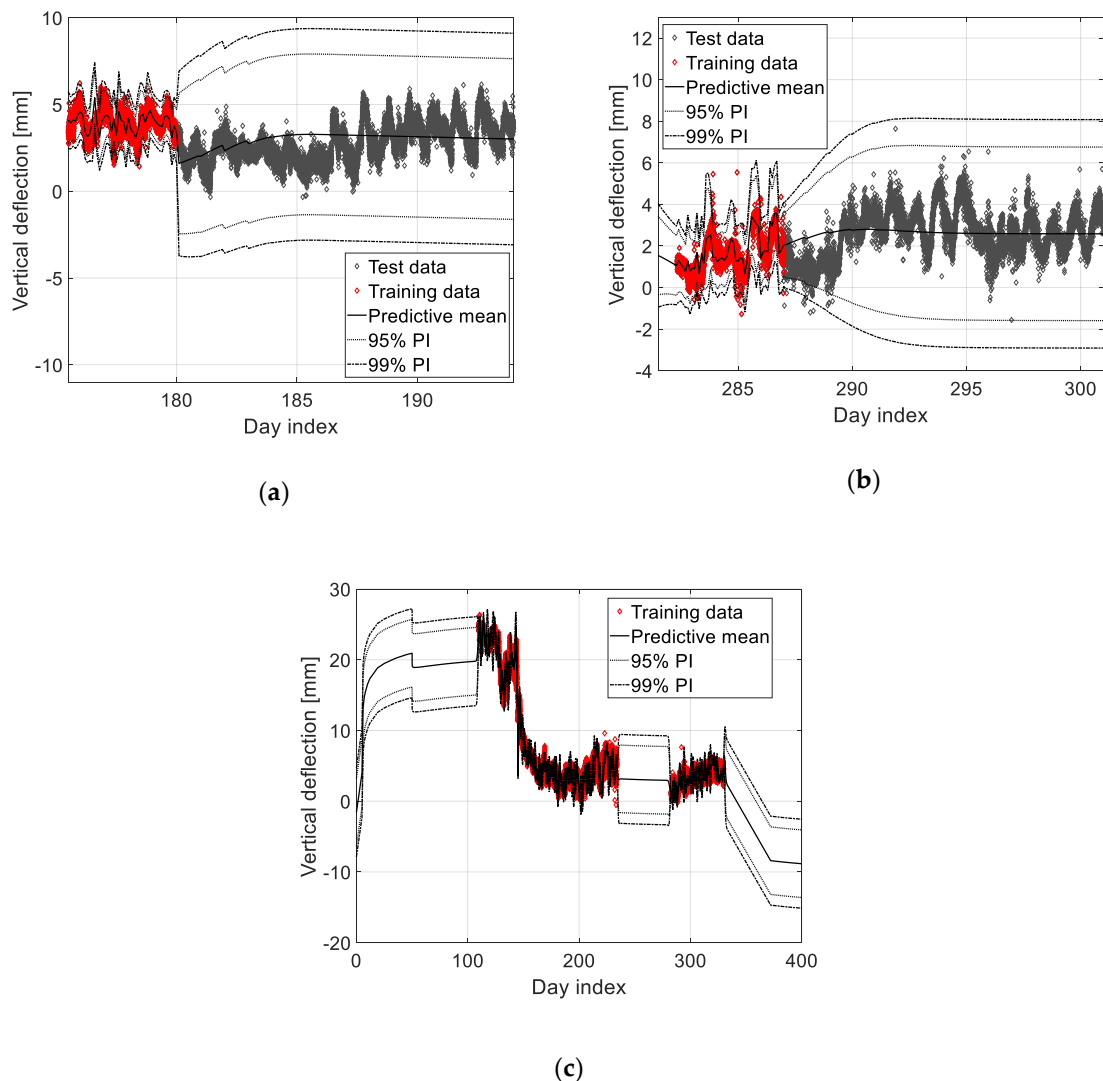 10
5
0
-5
-10
Vertical deflection [mm]
Test data
Training data
Predictive mean
95% PI
99% PI
180
185
190
Day index
(a)
12
10
8
6
4
2
0
-2
-4
Vertical deflection [mm]
Test data
Training data
Predictive mean
95% PI
99% PI
285
290
295
300
Day index
(b)
30
20
10
0
-10
-20
Vertical deflection [mm]
Training data
Predictive mean
95% PI
99% PI
0
100
200
300
400
Day index
(c)